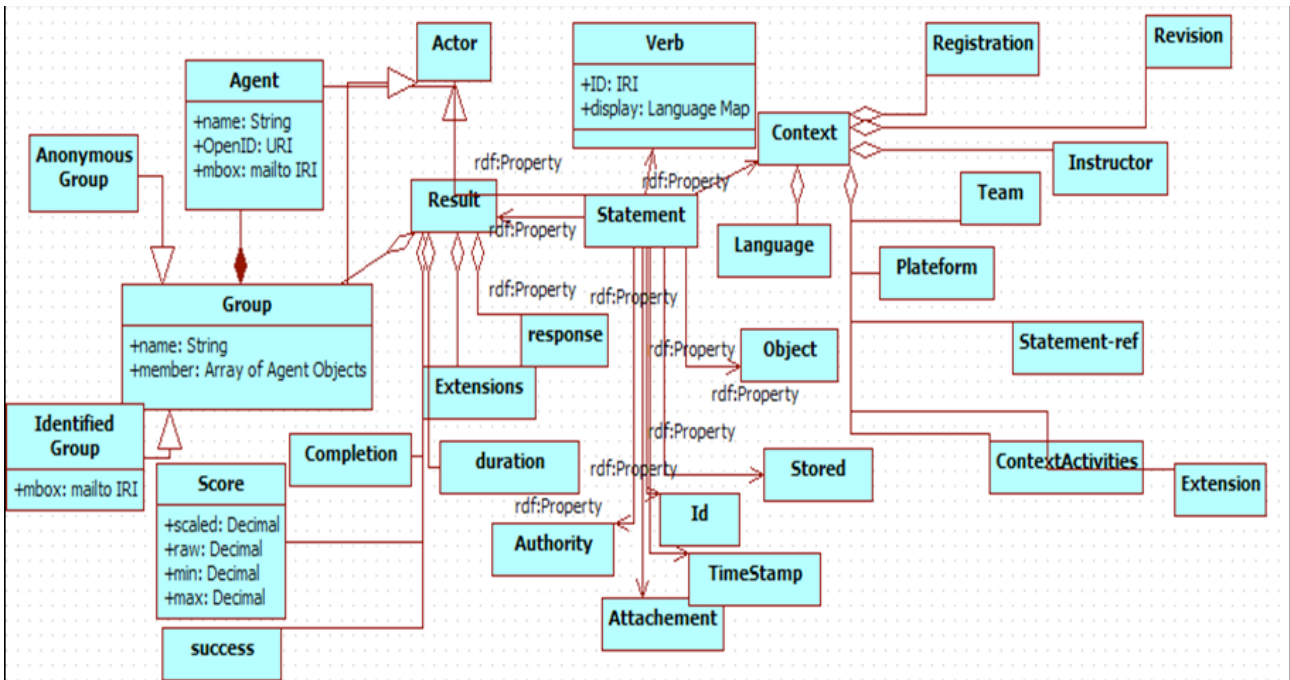 Actor
Verb
+ID: IRI
+display: Language Map
Registration
Revision
Agent
+name: String
+OpenID: URI
+mbox: mailto IRI
Anonymous
Group
Context
Instructor
rdf:Property
rdf:Property
Result
Statement
Team
rdf:Property
Language
Plateform
Group
+name: String
+member: Array of Agent Objects
rdf:Property
rdf:Property
response
rdf:Property
Object
Statement-ref
Extensions
rdf:Property
Identified
Group
+mbox: mailto IRI
Completion
duration
rdf:Property
rdf:Property
Stored
ContextActivities
Extension
Score
+scaled: Decimal
+raw: Decimal
+min: Decimal
+max: Decimal
rdf:Property
Id
Authority
TimeStamp
Attachement
success